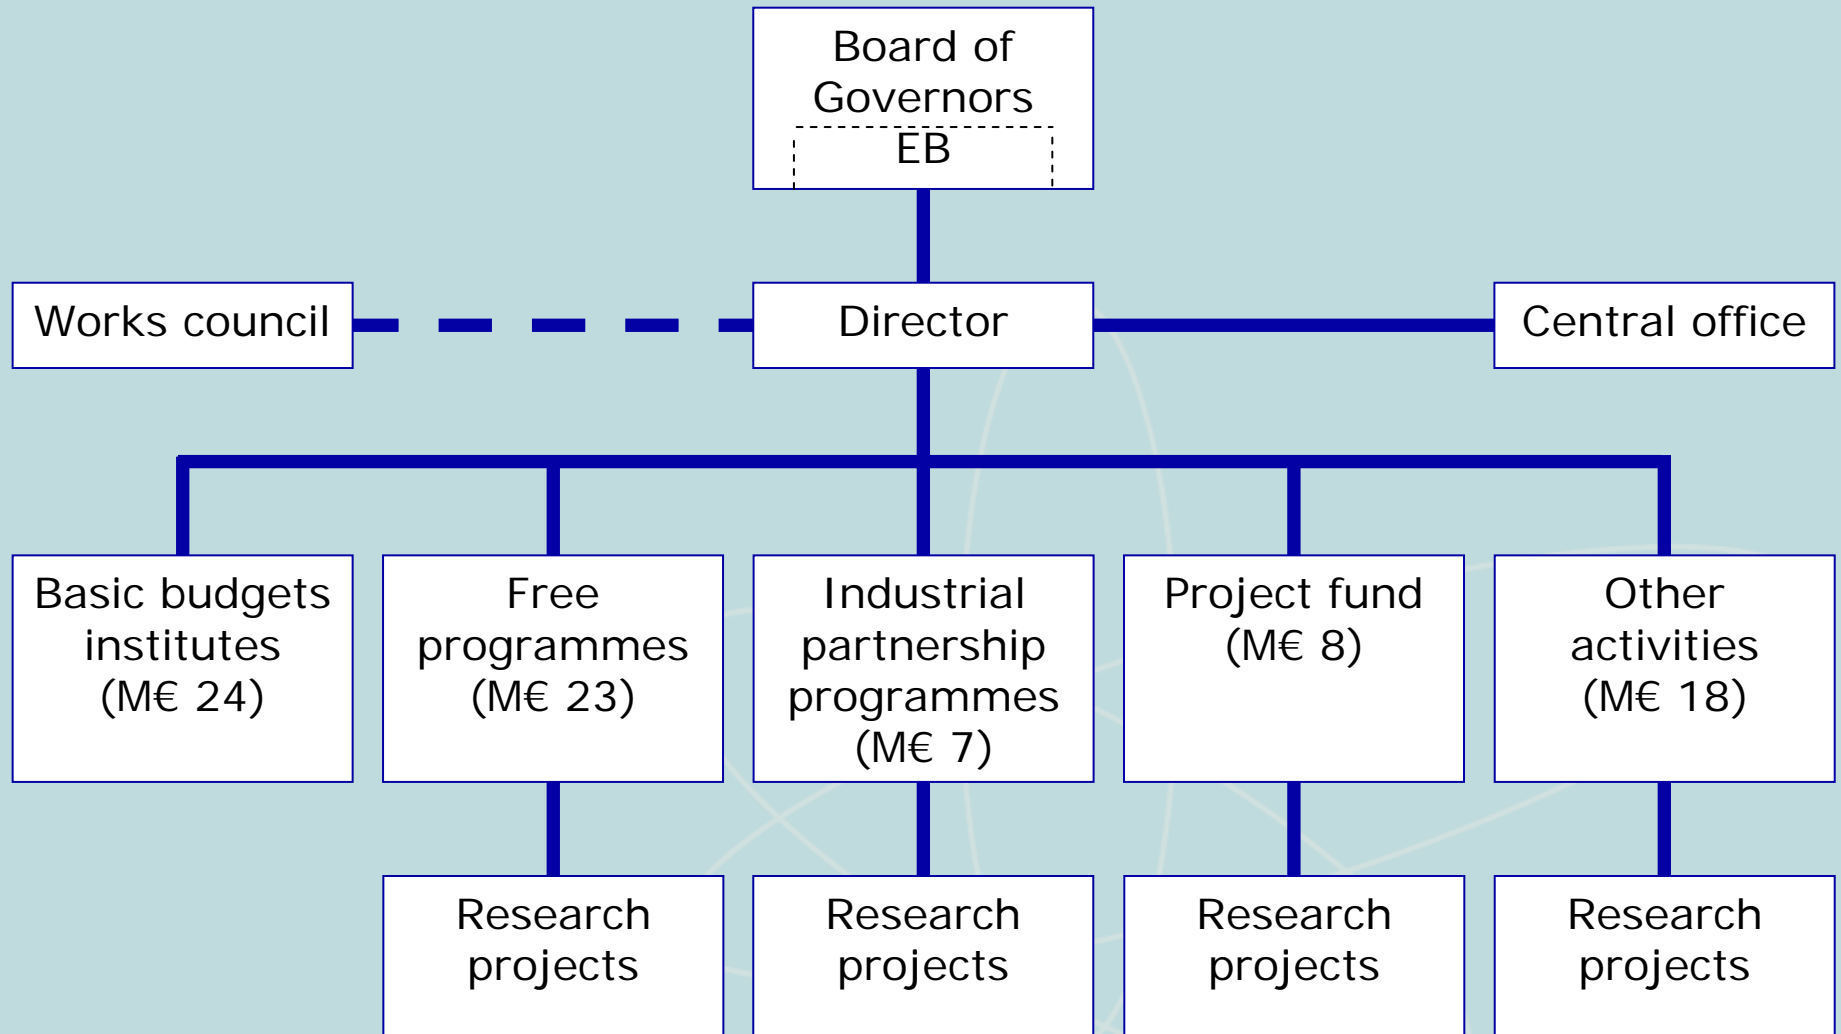 Board of
Governors
EB
Works council
Director
Central office
Basic budgets
institutes
(M€ 24)
Free
programmes
(M€ 23)
Industrial
partnership
programmes
(M€ 7)
Project fund
(M€ 8)
Other
activities
(M€ 18)
Research
projects
Research
projects
Research
projects
Research
projects